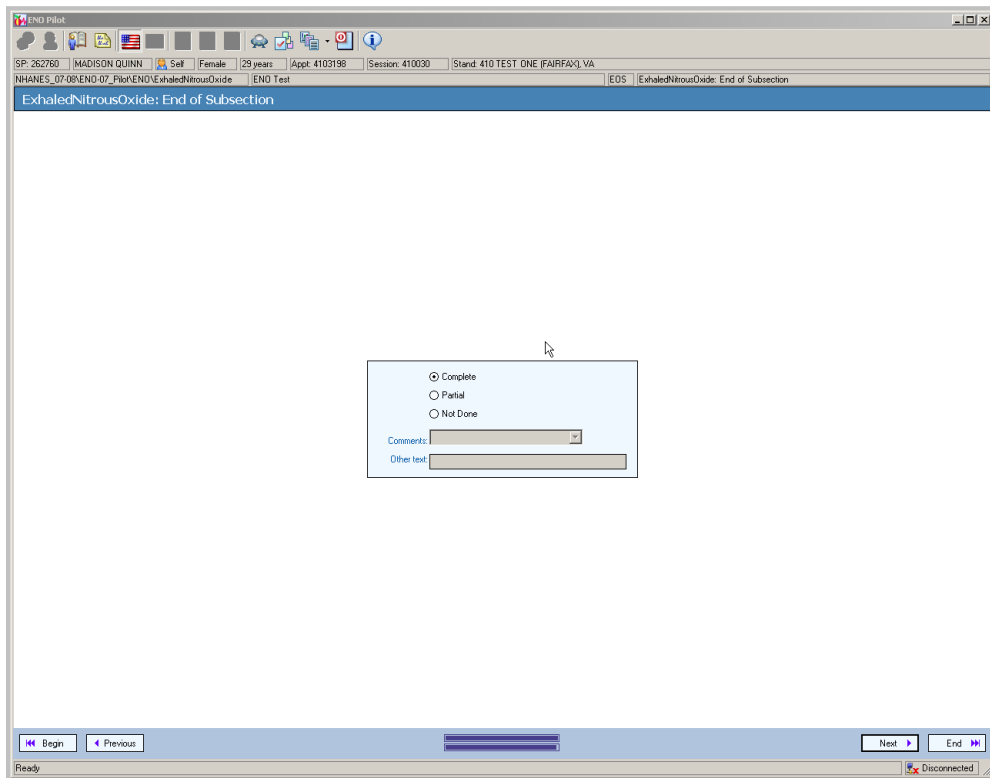 ENO Pilot
SP: 262760 MADISON QUINN Self Female 29 years Appt: 4103198 Session: 410030 Stand: 410 TEST ONE (FAIRFAX), VA
NHANES_07-08\ENO-07_Pilot\ENO\ExhaledNitrousOxide ENO Test EOS ExhaledNitrousOxide: End of Subsection
ExhaledNitrousOxide: End of Subsection
Complete
Partial
Not Done
Comments:
Other text:
Begin Previous Next End
Ready Disconnected